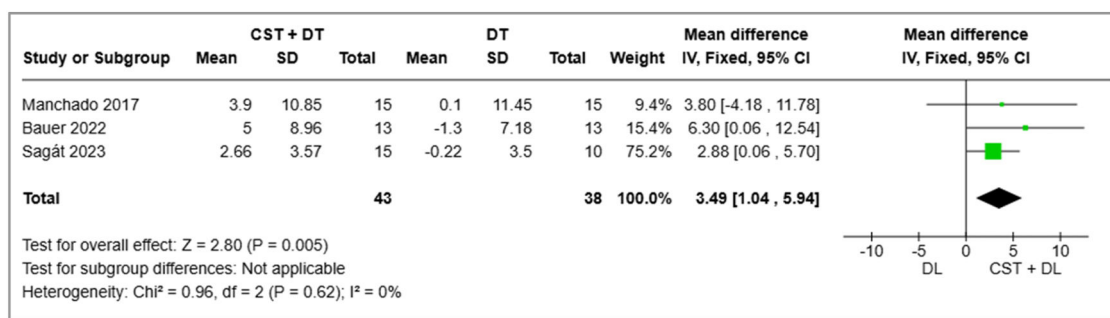 CST + DT DT Mean difference Mean difference
Study or Subgroup Mean SD Total Mean SD Total Weight IV, Fixed, 95% CI IV, Fixed, 95% CI
Manchado 2017 3.9 10.85 15 0.1 11.45 15 9.4% 3.80 [-4.18 , 11.78]
Bauer 2022 5 8.96 13 -1.3 7.18 13 15.4% 6.30 [0.06 , 12.54]
Sagát 2023 2.66 3.57 15 -0.22 3.5 10 75.2% 2.88 [0.06 , 5.70]
Total 43 38 100.0% 3.49 [1.04 , 5.94]
Test for overall effect: Z = 2.80 (P = 0.005)
Test for subgroup differences: Not applicable
Heterogeneity: Chi² = 0.96, df = 2 (P = 0.62); I² = 0%
-10 -5 0 5 10
DL CST + DL